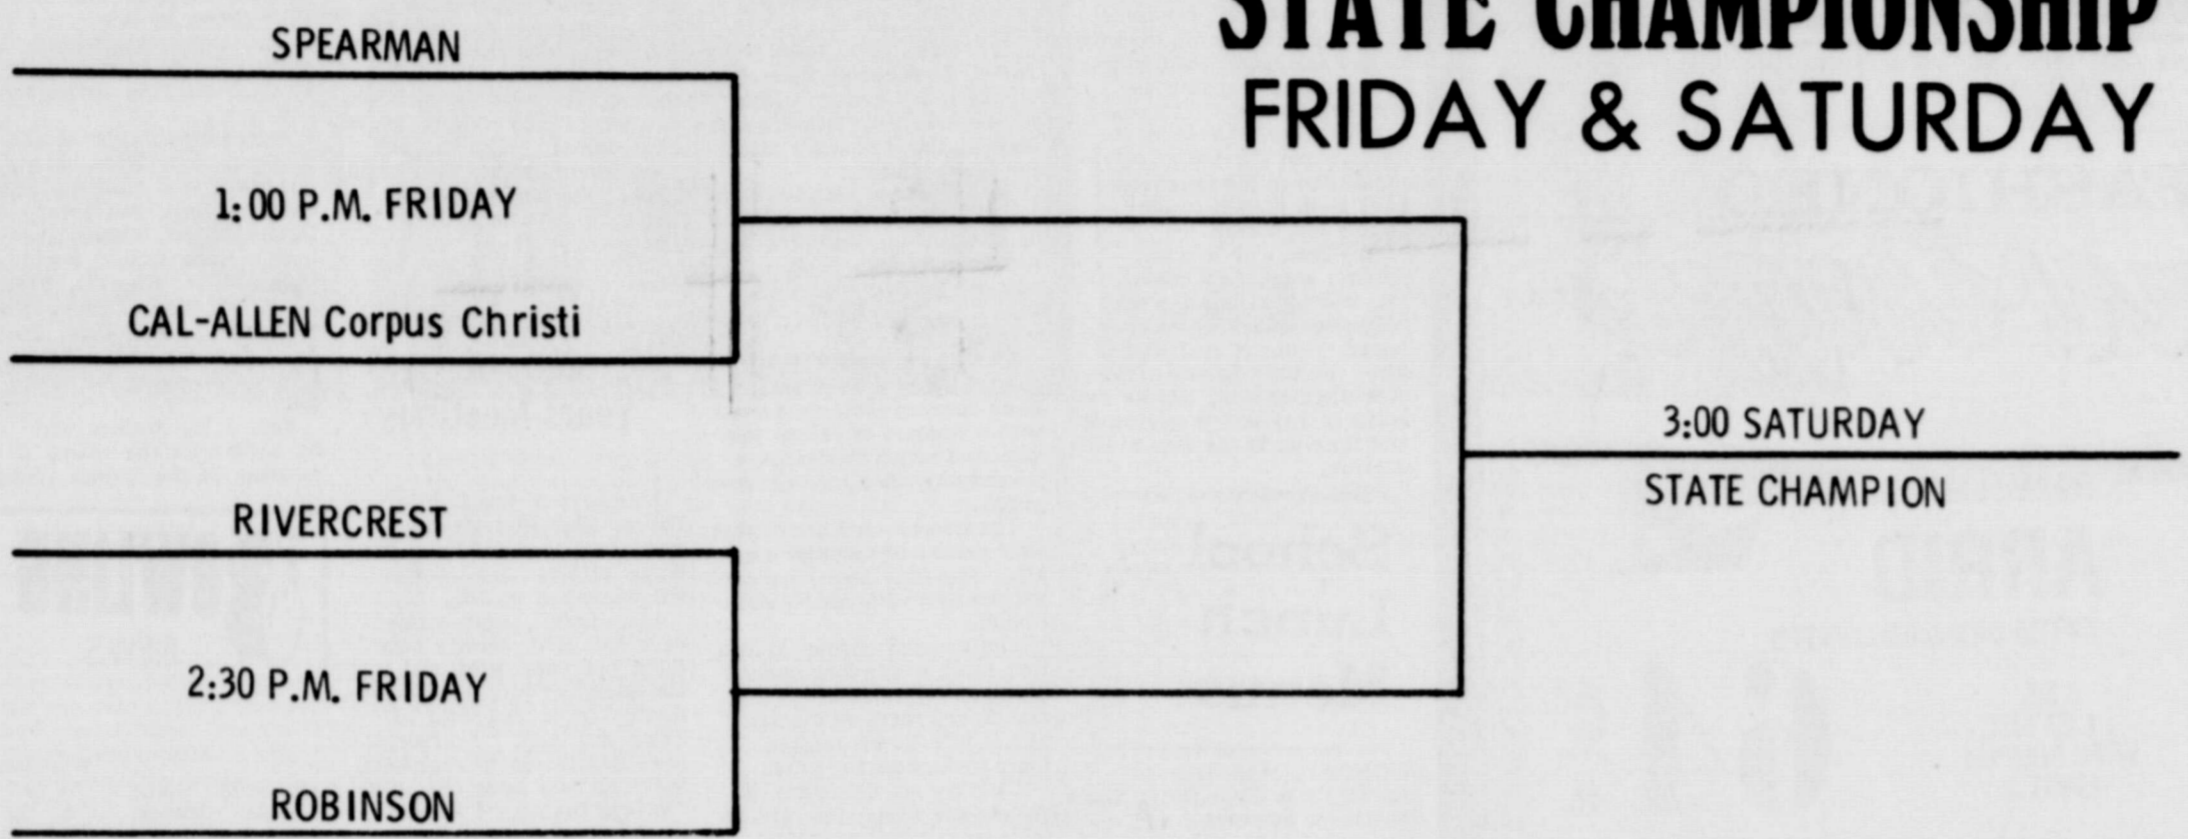 STATE CHAMPIONSHIP
FRIDAY & SATURDAY
SPEARMAN
1:00 P.M. FRIDAY
CAL-ALLEN Corpus Christi
RIVERCREST
2:30 P.M. FRIDAY
ROBINSON
3:00 SATURDAY
STATE CHAMPION